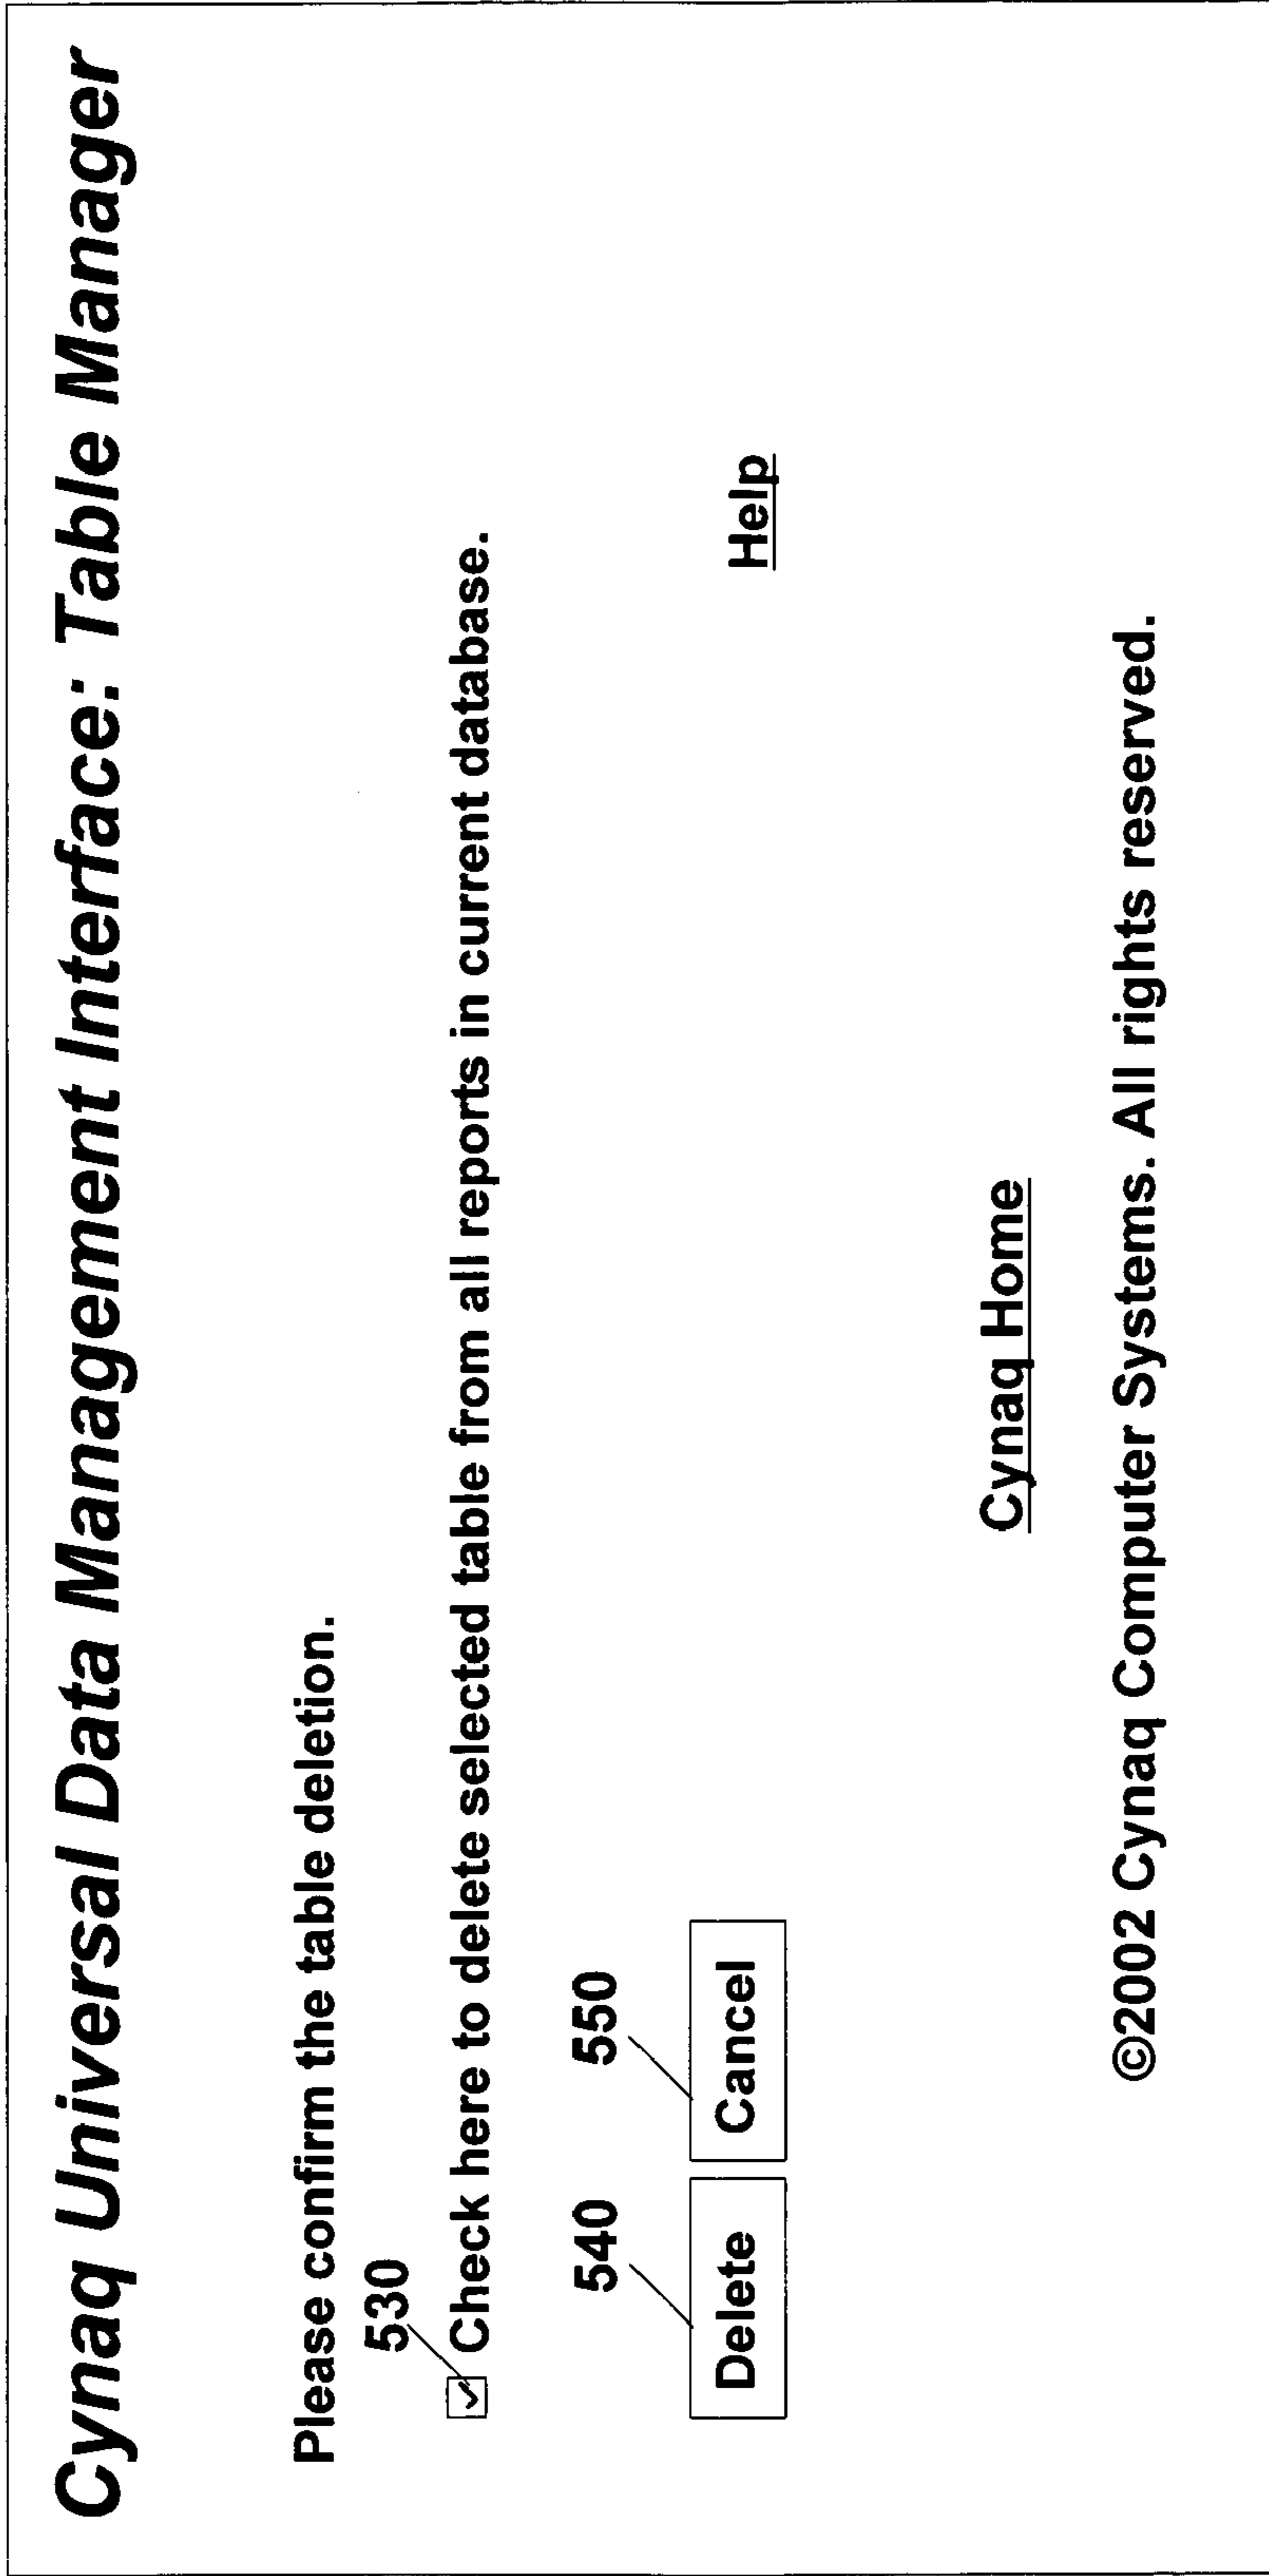 Cynaq Universal Data Management Interface: Table Manager
Please confirm the table deletion.
530
Check here to delete selected table from all reports in current database.
540 550
Delete Cancel
Help
Cynaq Home
©2002 Cynaq Computer Systems. All rights reserved.